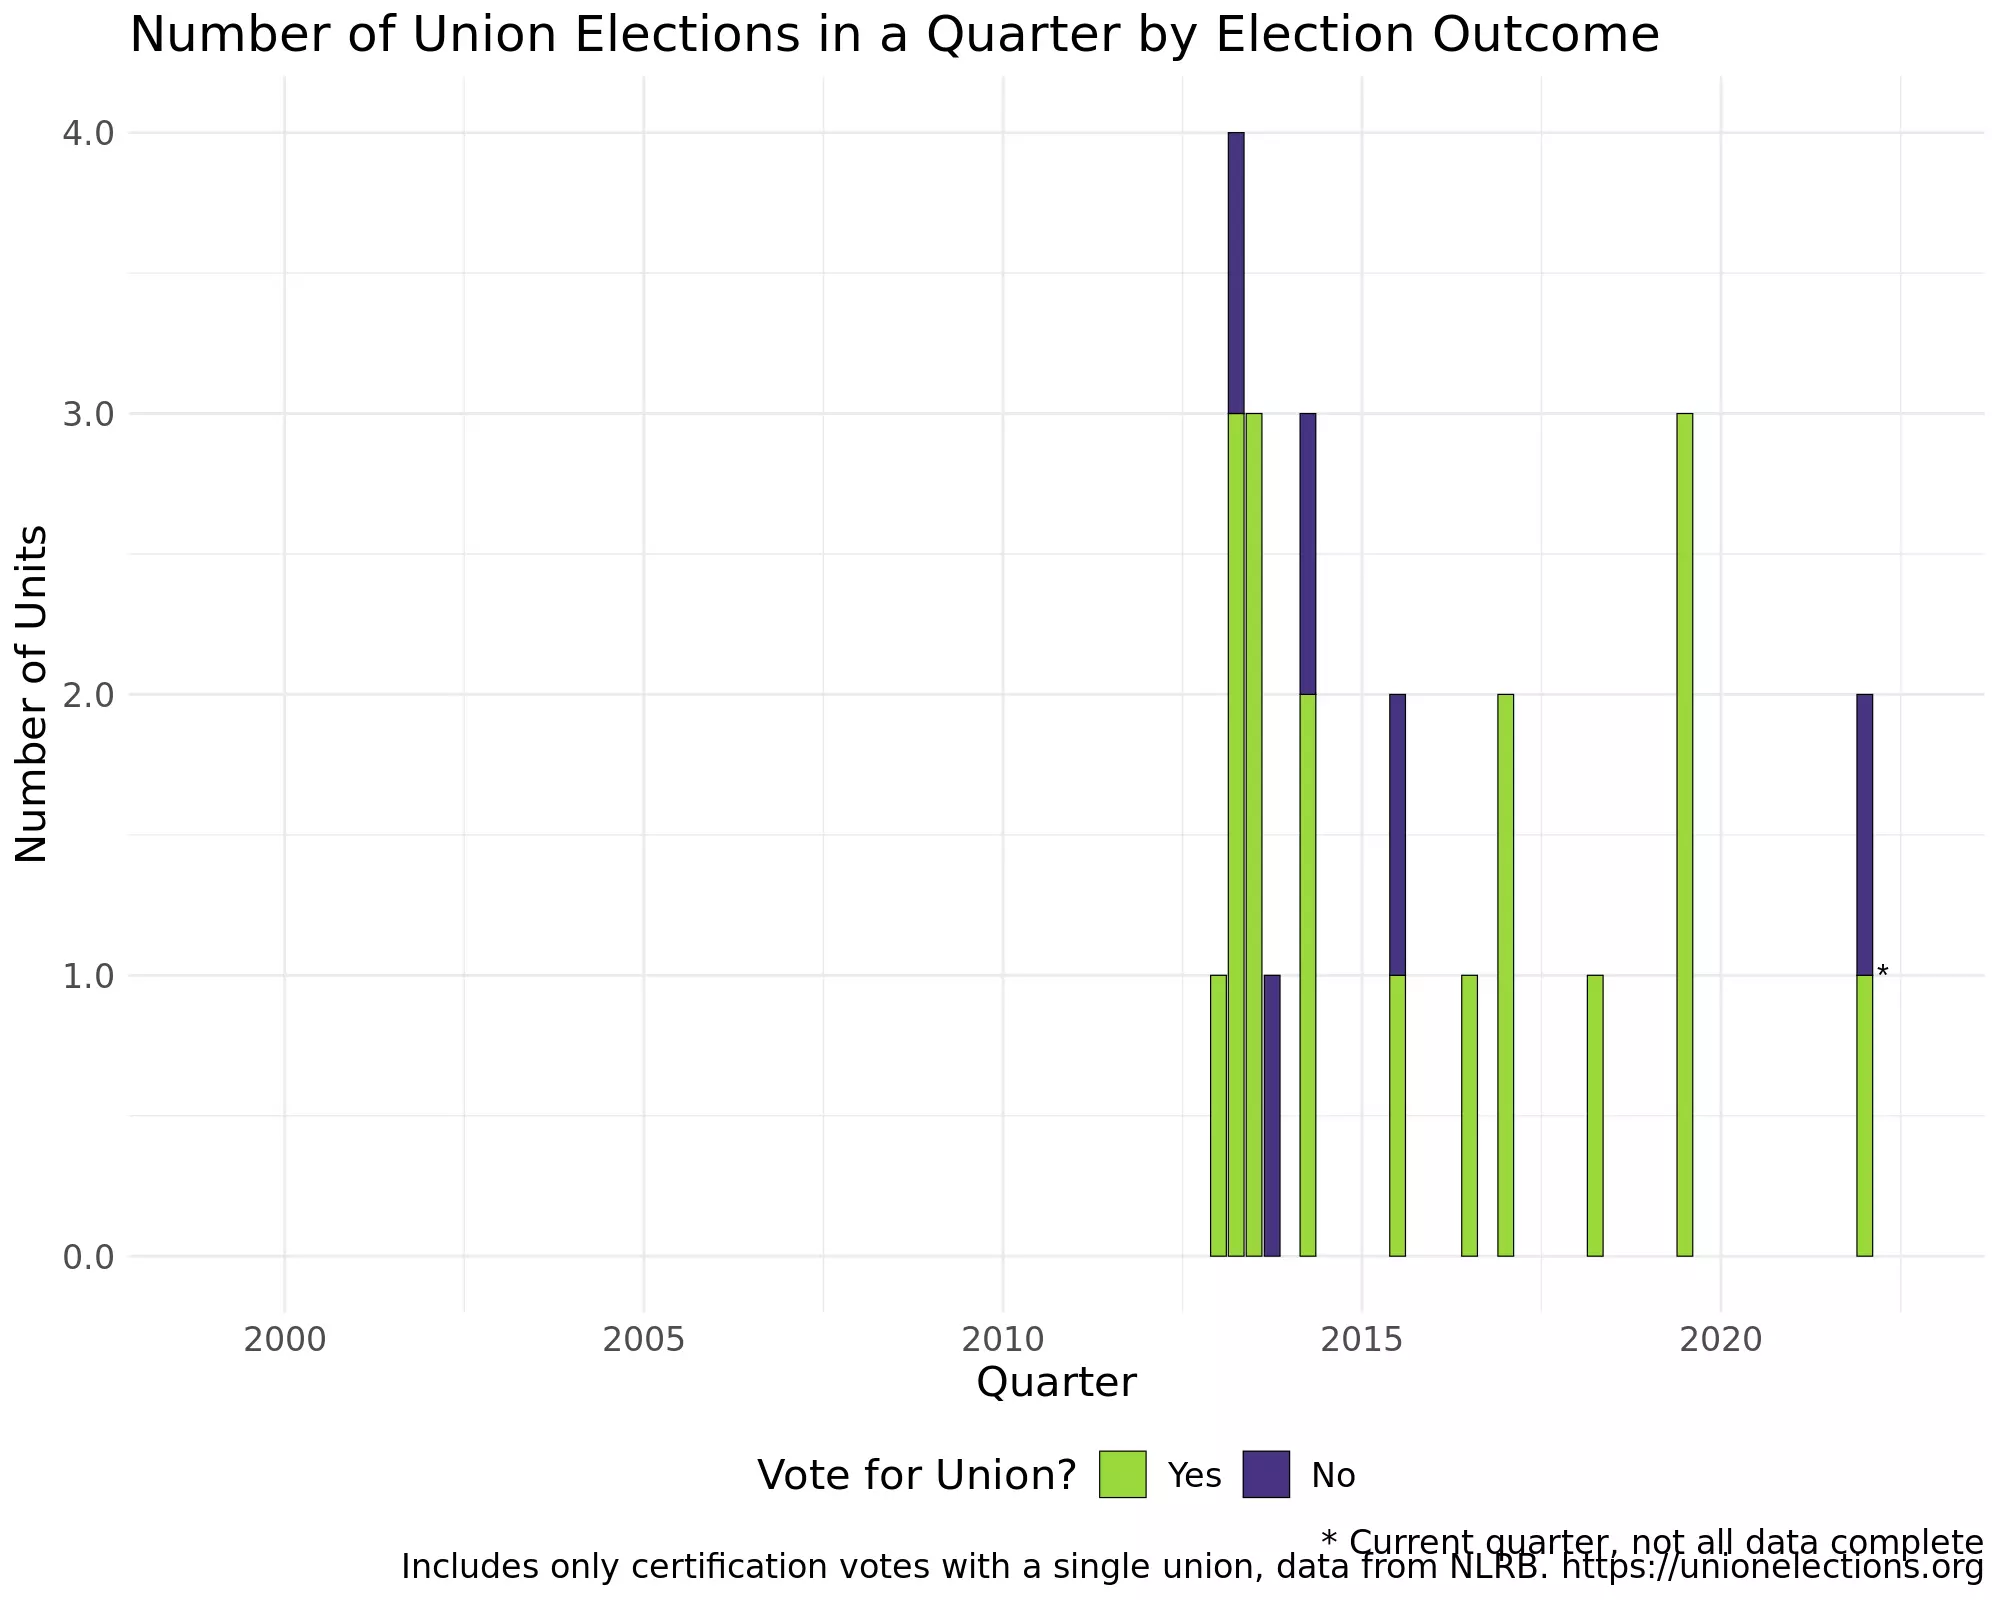 Number of Union Elections in a Quarter by Election Outcome
4.0
3.0
2.0
1.0
0.0
Number of Units
*
2000 2005 2010 2015 2020
Quarter
Vote for Union? Yes No
* Current quarter, not all data complete
Includes only certification votes with a single union, data from NLRB. https://unionelections.org